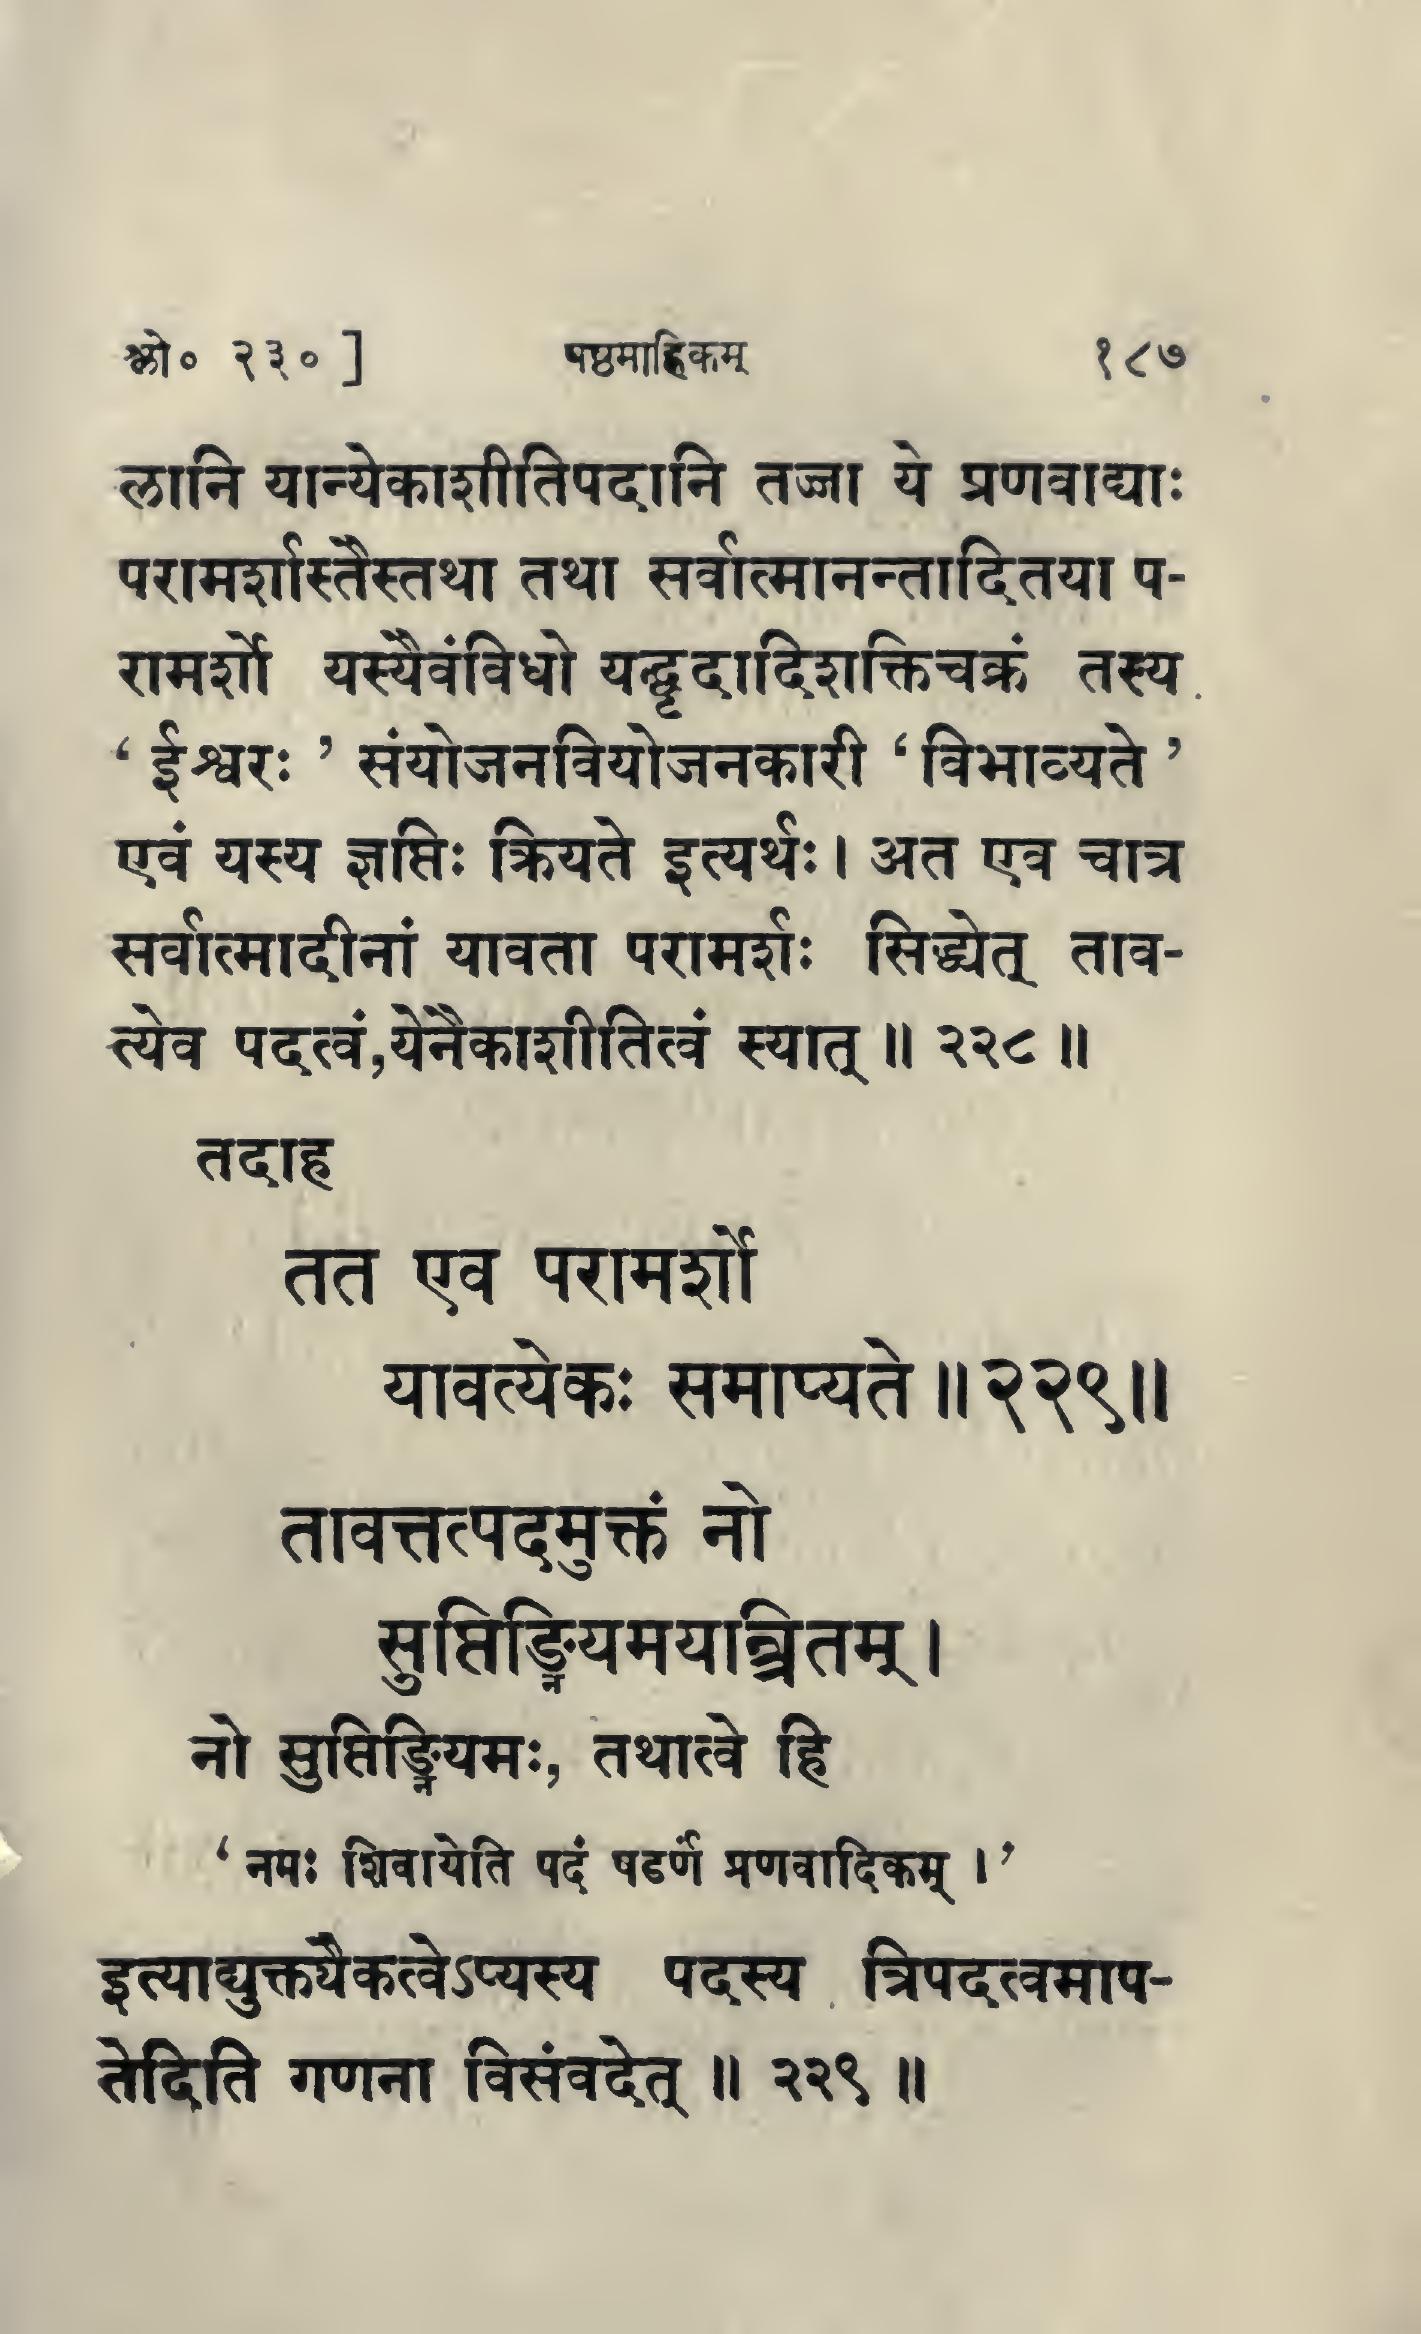 श्लो० २३० ] षष्ठमाह्निकम् १८७
लानि यान्येकाशीतिपदानि तज्जा ये प्रणवाद्याः
परामर्शास्तैस्तथा तथा सर्वात्मानन्तादितया प-
रामर्शो यस्यैवंविधो यद्धृदादिशक्तिचक्रं तस्य
‘ ईश्वरः ’ संयोजनवियोजनकारी ‘ विभाव्यते ’
एवं यस्य ज्ञप्तिः क्रियते इत्यर्थः । अत एव चात्र
सर्वात्मादीनां यावता परामर्शः सिद्ध्येत् ताव-
त्येव पदत्वं, येनैकाशीतित्वं स्यात् ॥ २२८ ॥
तदाह
तत एव परामर्शो
यावत्येकः समाप्यते ॥ २२९ ॥
तावत्तत्पदमुक्तं नो
सुप्तिङ्नियमयान्त्रितम् ।
नो सुप्तिङ्नियमः, तथात्वे हि
‘ नमः शिवायेति पदं षडर्णं प्रणवादिकम् । ’
इत्याद्युक्त्यैकत्वेऽप्यस्य पदस्य त्रिपदत्वमाप-
तेदिति गणना विसंवदेत् ॥ २२९ ॥